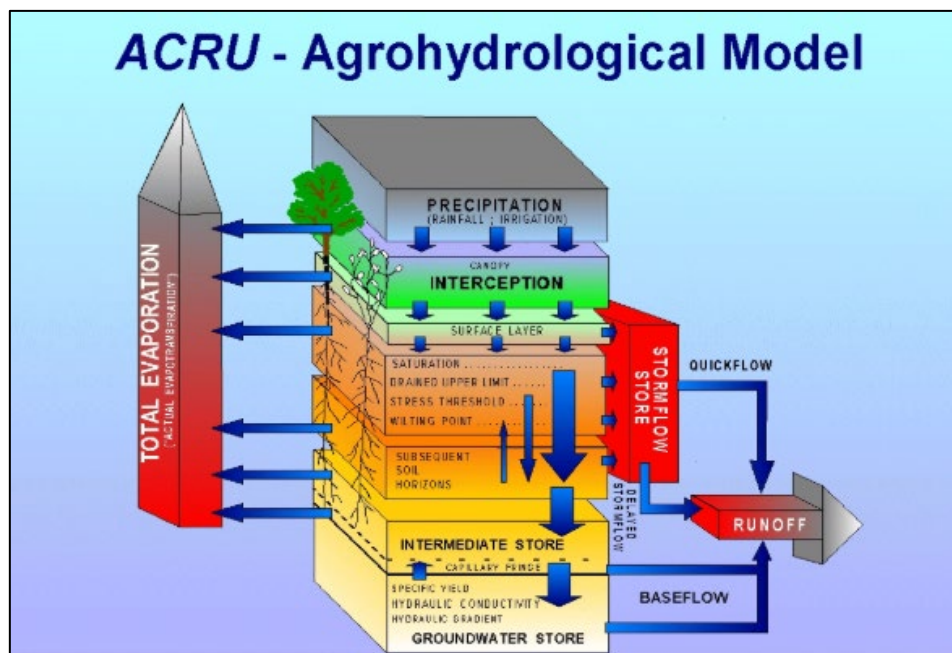 ACRU - Agrohydrological Model
PRECIPITATION
(RAINFALL ; IRRIGATION)
CANOPY
INTERCEPTION
SURFACE LAYER
SATURATION ..................
DRAINED UPPER LIMIT ......
STRESS THRESHOLD .....
WILTING POINT .........
SUBSEQUENT
SOIL
HORIZONS
INTERMEDIATE STORE
CAPILLARY FRINGE
SPECIFIC YIELD
HYDRAULIC CONDUCTIVITY
HYDRAULIC GRADIENT
GROUNDWATER STORE
TOTAL EVAPORATION
("ACTUAL EVAPOTRANSPIRATION")
STORMFLOW
STORE
QUICKFLOW
DELAYED
STORMFLOW
RUNOFF
BASEFLOW